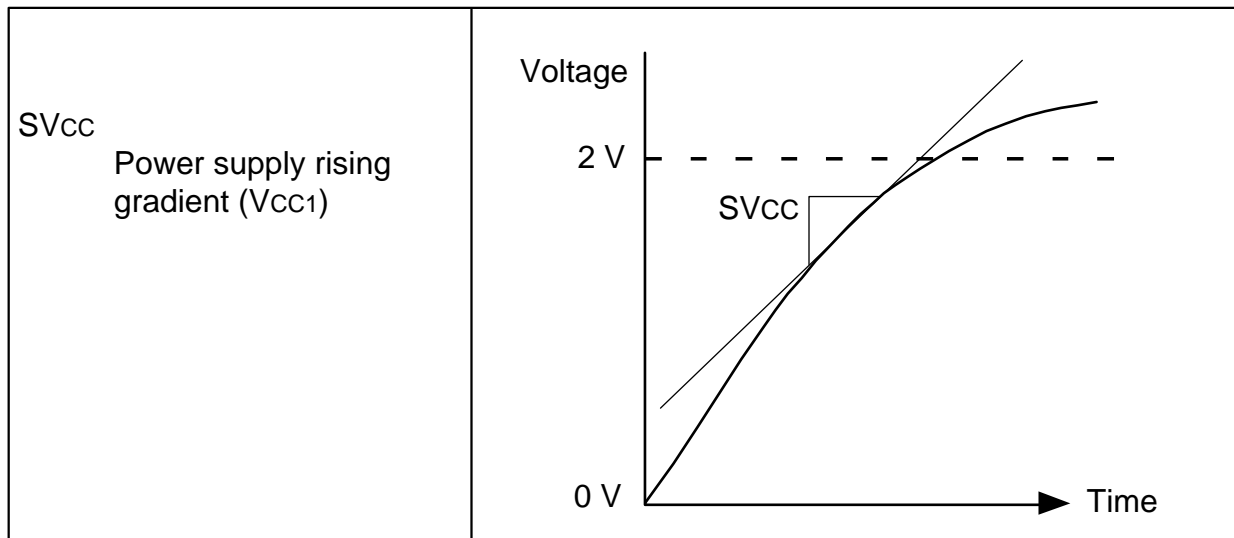 SVCC
Power supply rising
gradient (VCC1)
Voltage
2 V
SVCC
0 V
Time